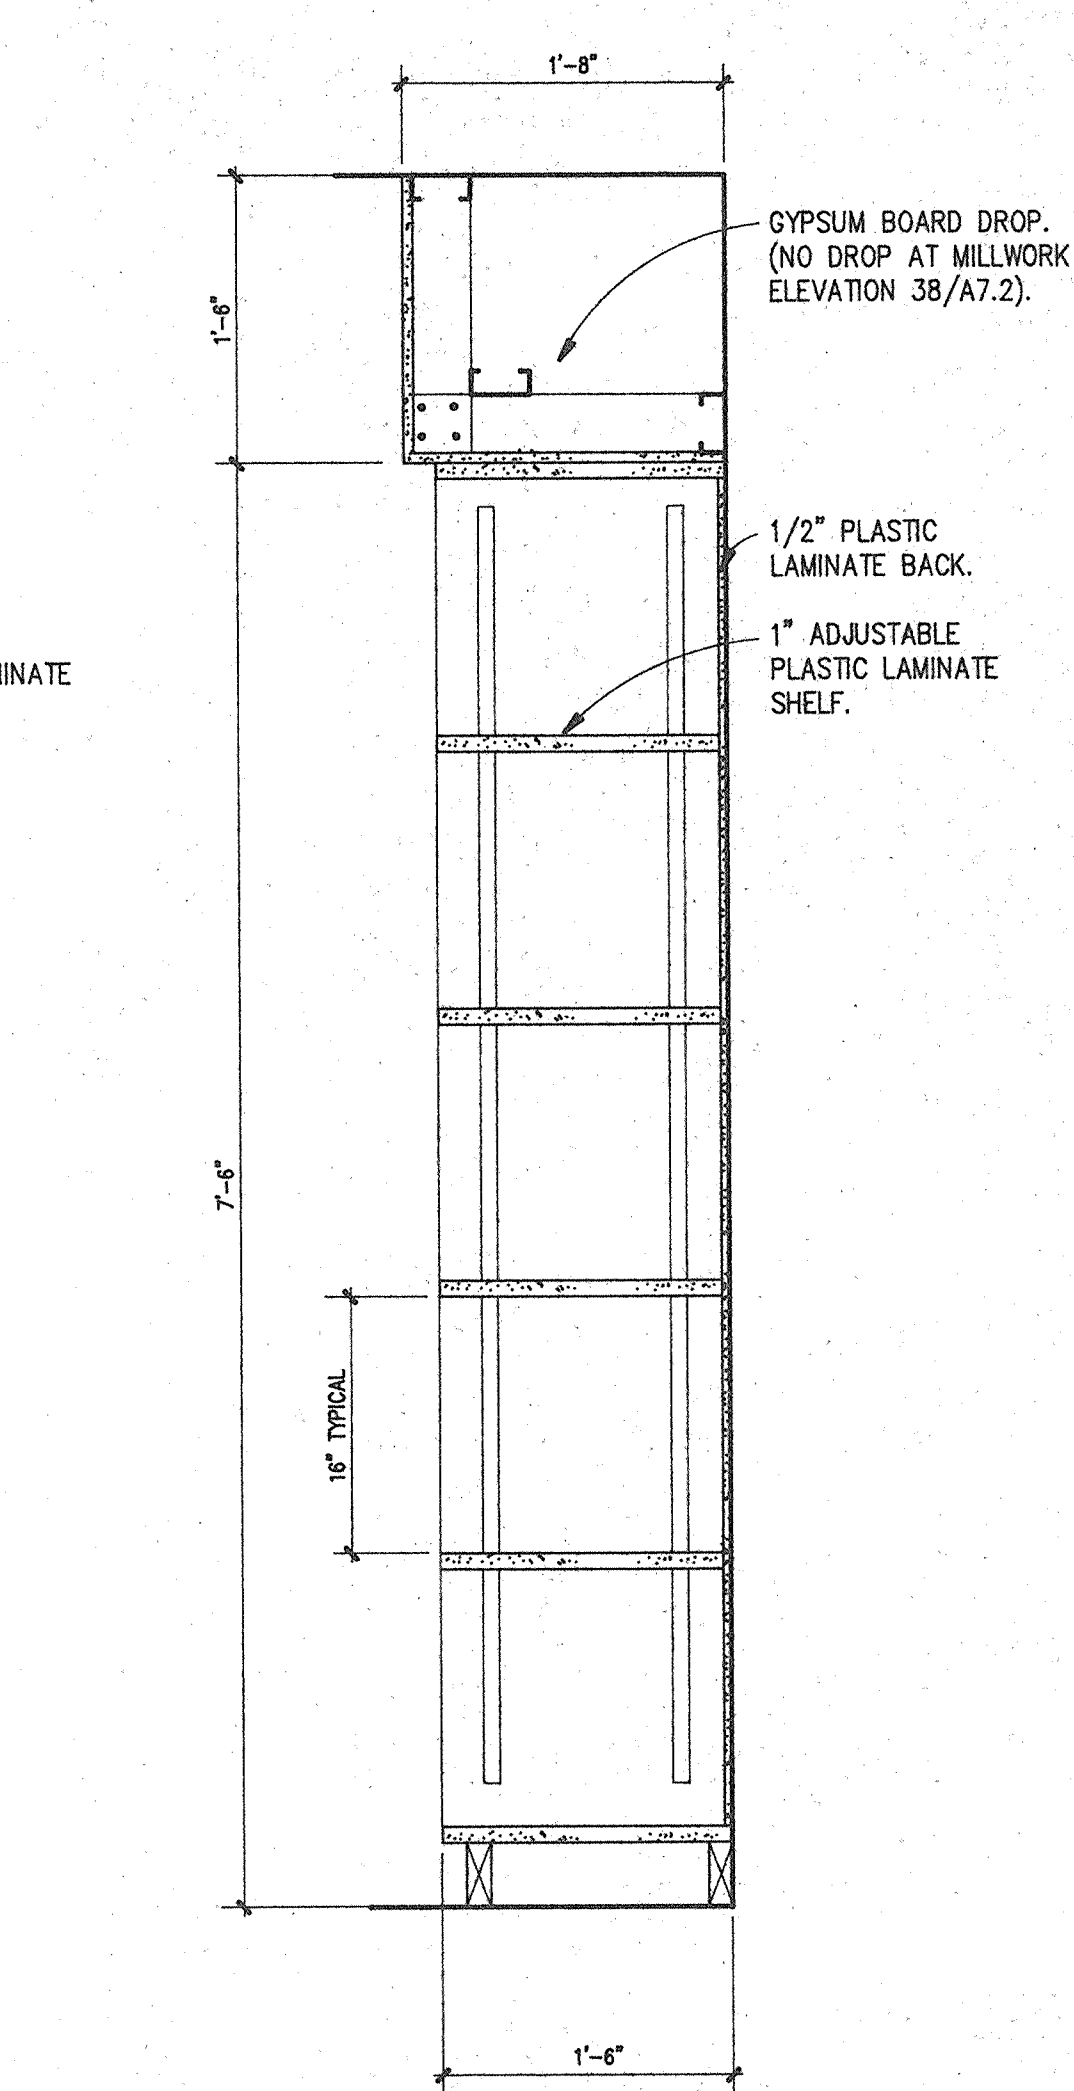 1'-8"
GYPSUM BOARD DROP.
(NO DROP AT MILLWORK
ELEVATION 38/A7.2).
1'-6"
1/2" PLASTIC
LAMINATE BACK.
1" ADJUSTABLE
PLASTIC LAMINATE
SHELF.
INATE
7'-6"
16" TYPICAL
1'-6"